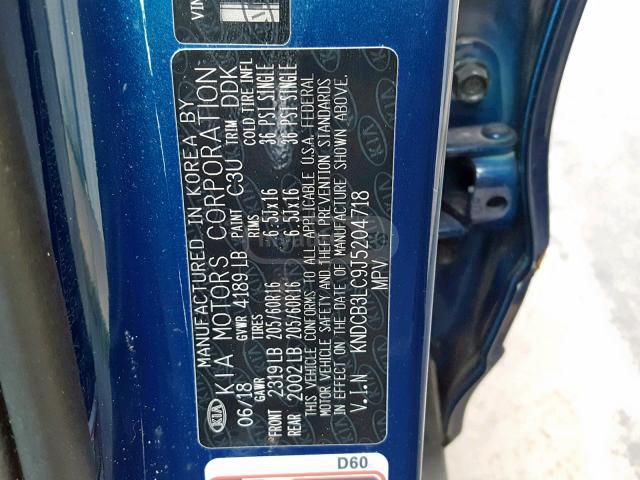 VIN
MANUFACTURED IN KOREA BY
KIA KIA MOTORS CORPORATION
06/18 GVWR 4189 LB PAINT C3U TRIM DDK
GAWR TIRES RIMS COLD TIRE INFL
FRONT 2319 LB 205/60R16 6.5Jx16 36 PSI SINGLE
REAR 2002 LB 205/60R16 6.5Jx16 36 PSI SINGLE
THIS VEHICLE CONFORMS TO ALL APPLICABLE U.S.A. FEDERAL
MOTOR VEHICLE SAFETY AND THEFT PREVENTION STANDARDS
IN EFFECT ON THE DATE OF MANUFACTURE SHOWN ABOVE.
V.I.N KNDCB3LC9J5204718
MPV
D60